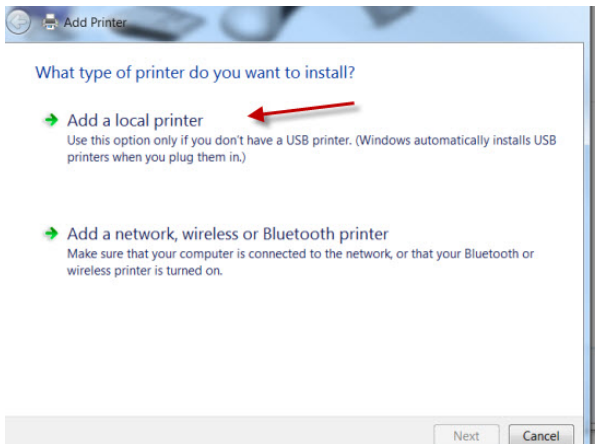 Add Printer
What type of printer do you want to install?
Add a local printer
Use this option only if you don't have a USB printer. (Windows automatically installs USB
printers when you plug them in.)
Add a network, wireless or Bluetooth printer
Make sure that your computer is connected to the network, or that your Bluetooth or
wireless printer is turned on.
Next Cancel